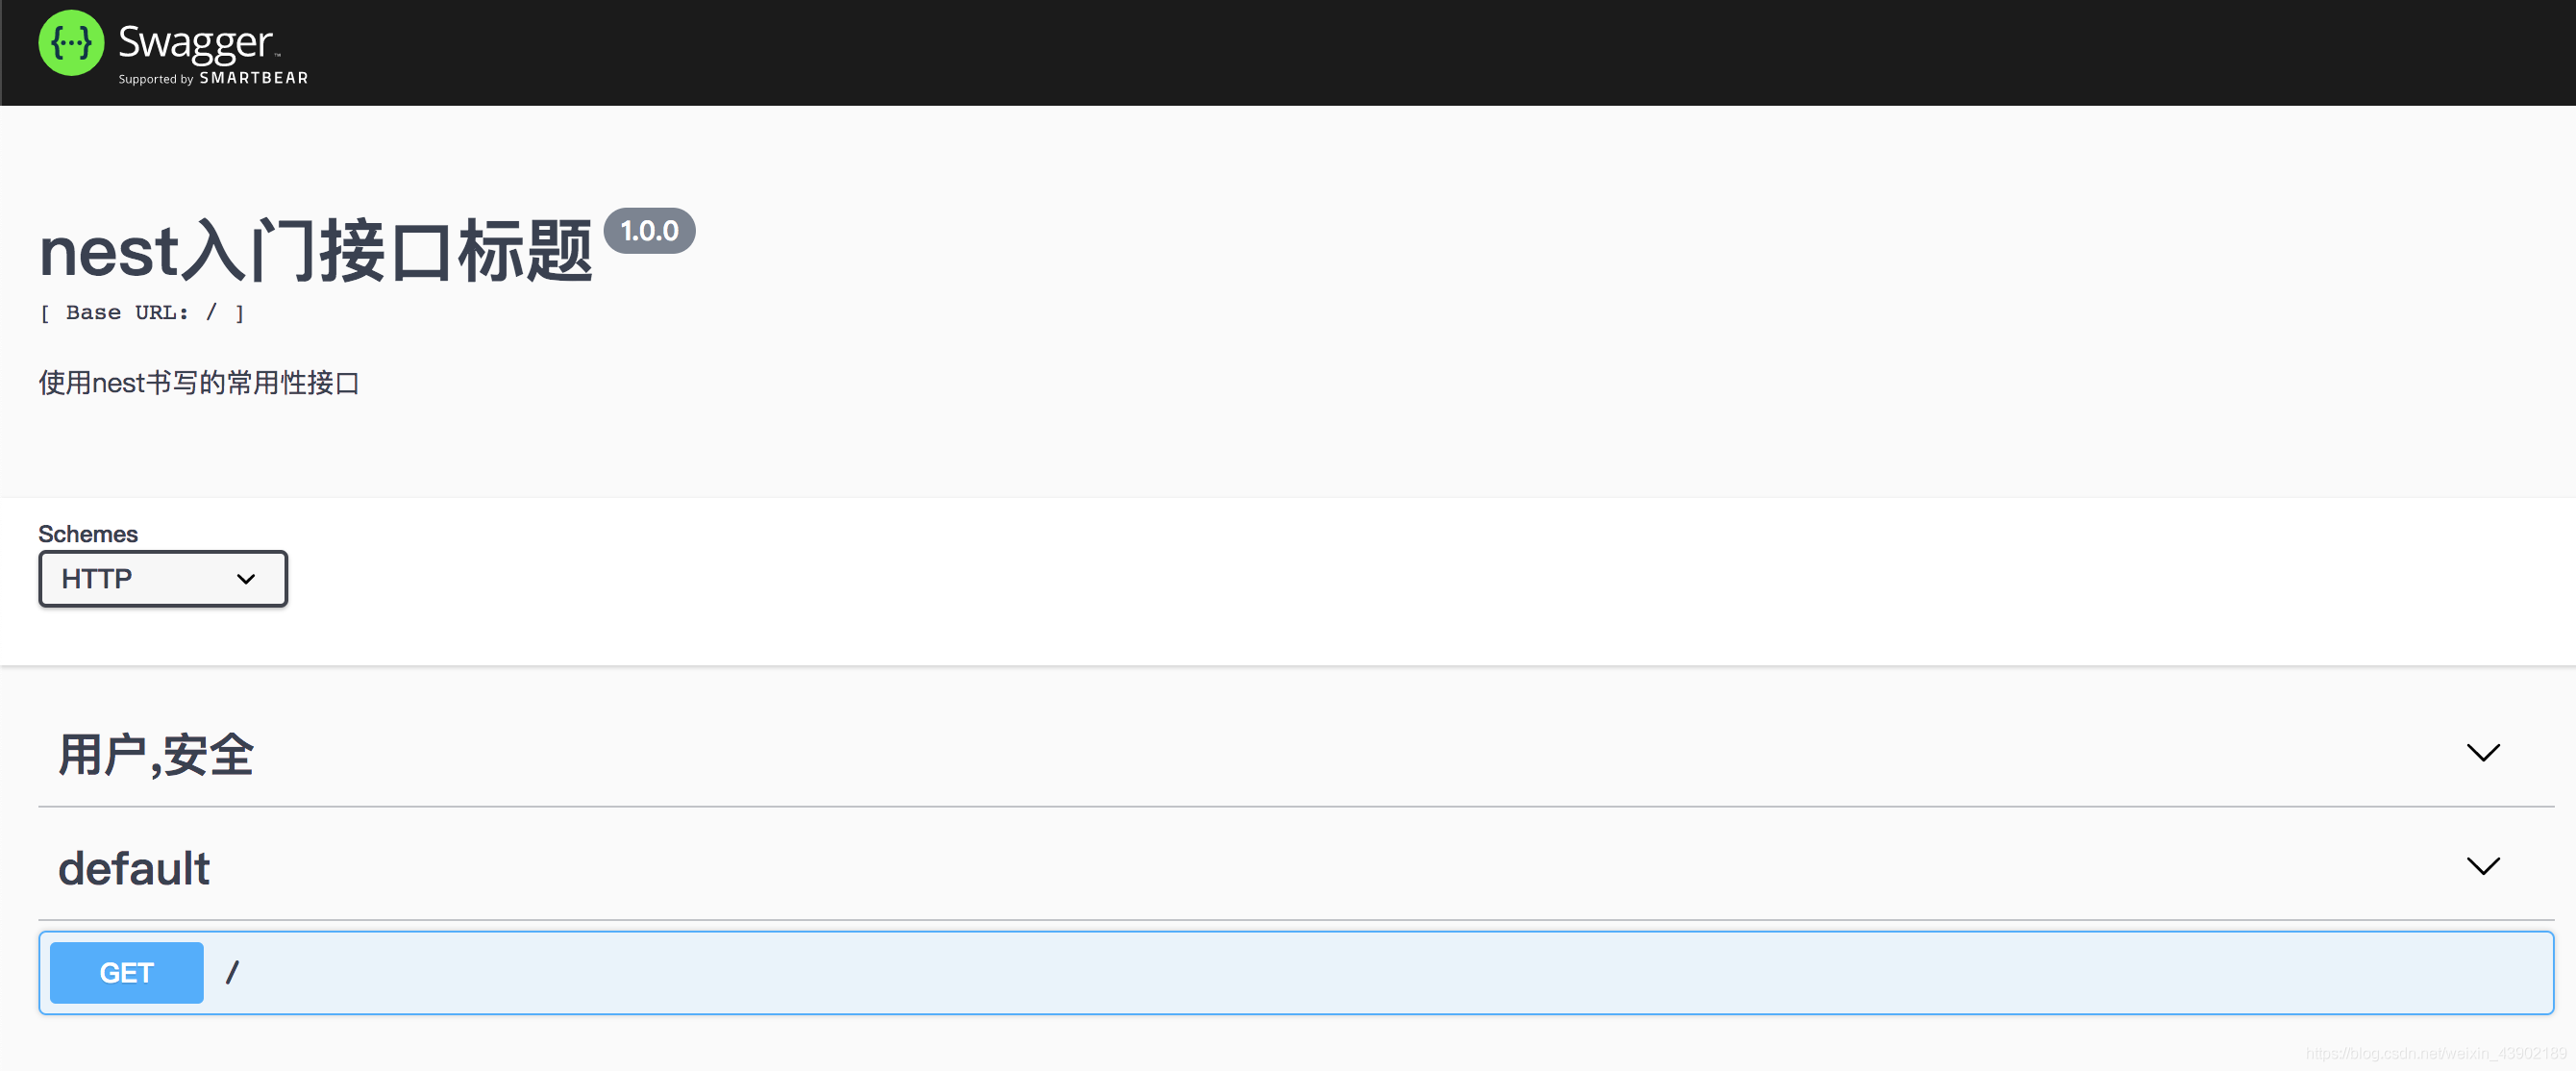 {···} Swagger™
Supported by SMARTBEAR
nest入门接口标题 1.0.0
[ Base URL: / ]
使用nest书写的常用性接口
Schemes
HTTP
用户,安全
default
GET /
https://blog.csdn.net/weixin_43902189